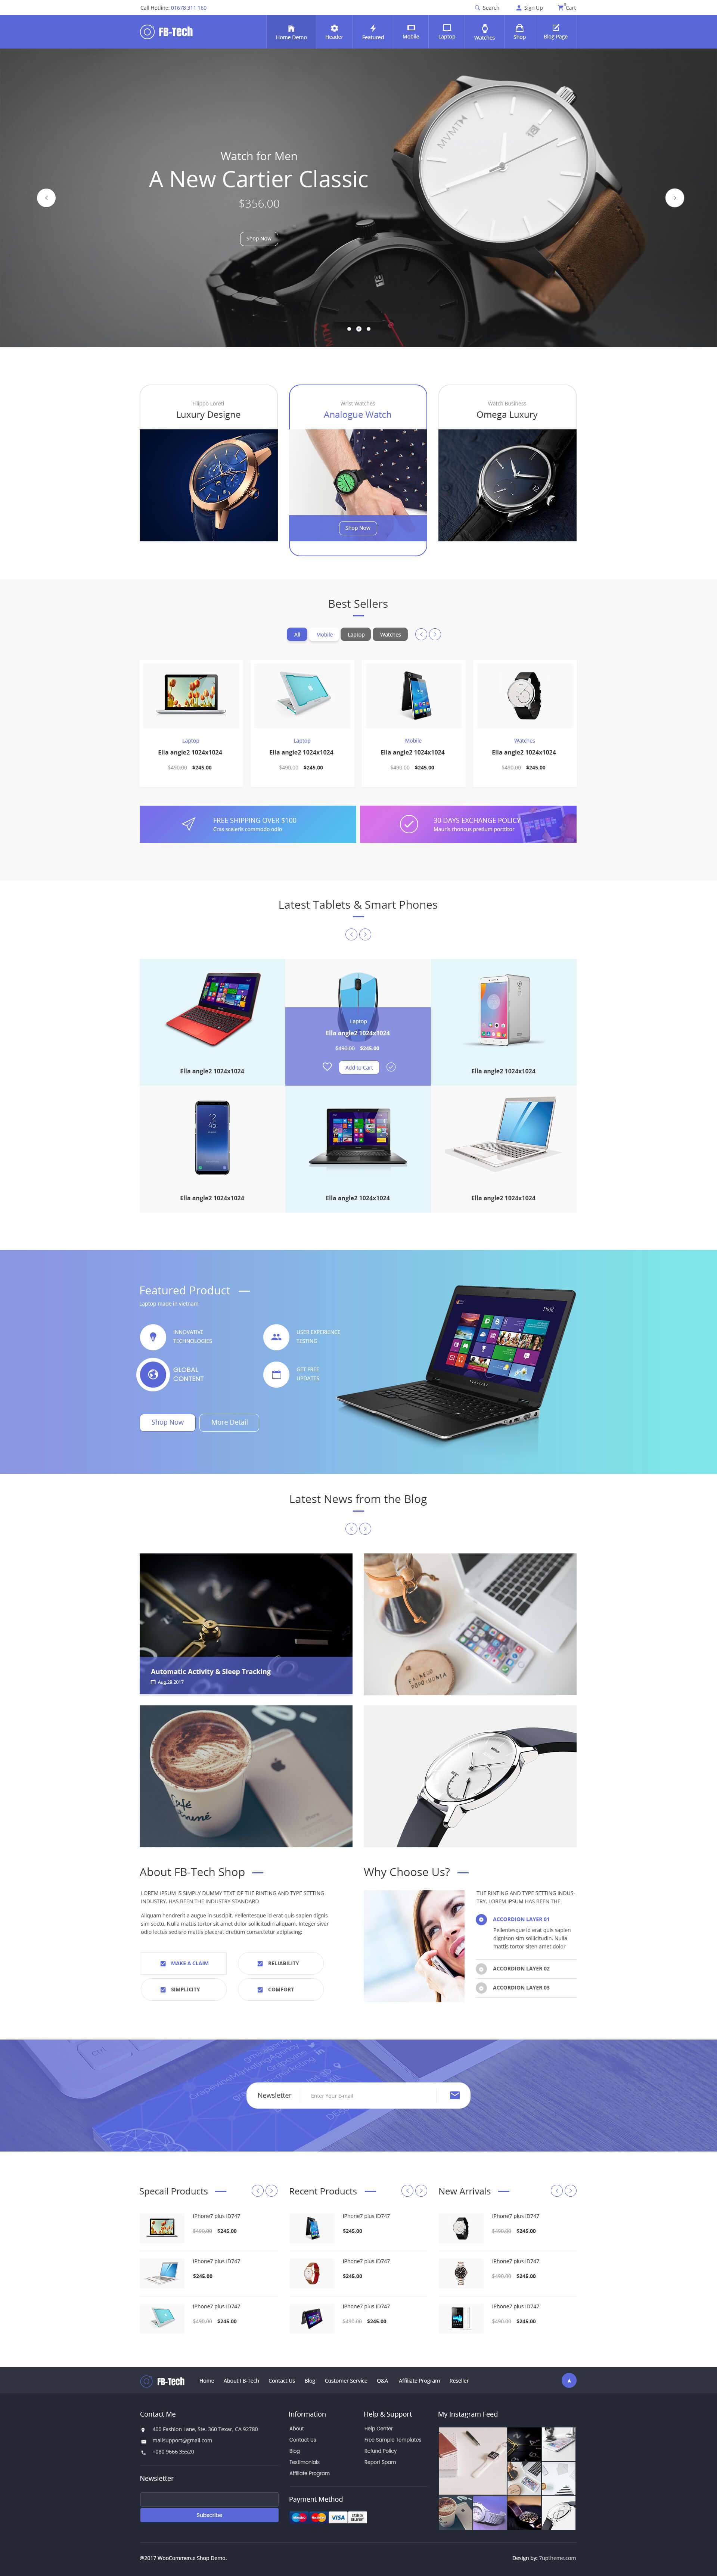 Call Hotline: 01678 311 160
Search
Sign Up
Cart
FB-Tech
Home Demo
Header
Featured
Mobile
Laptop
Watches
Shop
Blog Page
Watch for Men
A New Cartier Classic
$356.00
Shop Now
MVMTH
Filippo Loreti
Luxury Designe
Wrist Watches
Analogue Watch
Shop Now
Watch Business
Omega Luxury
Best Sellers
All
Mobile
Laptop
Watches
Laptop
Ella angle2 1024x1024
$490.00 $245.00
Laptop
Ella angle2 1024x1024
$490.00 $245.00
Mobile
Ella angle2 1024x1024
$490.00 $245.00
Watches
Ella angle2 1024x1024
$490.00 $245.00
FREE SHIPPING OVER $100
Cras sceleris commodo odio
30 DAYS EXCHANGE POLICY
Mauris rhoncus pretium porttitor
Latest Tablets & Smart Phones
Ella angle2 1024x1024
Laptop
Ella angle2 1024x1024
$490.00 $245.00
Add to Cart
Ella angle2 1024x1024
12
45
Ella angle2 1024x1024
Ella angle2 1024x1024
Ella angle2 1024x1024
Featured Product
Laptop made in vietnam
INNOVATIVE
TECHNOLOGIES
USER EXPERIENCE
TESTING
GLOBAL
CONTENT
GET FREE
UPDATES
Shop Now
More Detail
Latest News from the Blog
Automatic Activity & Sleep Tracking
Aug.29.2017
About FB-Tech Shop
LOREM IPSUM IS SIMPLY DUMMY TEXT OF THE RINTING AND TYPE SETTING
INDUSTRY. HAS BEEN THE INDUSTRY STANDARD
Aliquam hendrerit a augue in suscipit. Pellentesque id erat quis sapien dignis
sim sociu. Nulla mattis tortor sit amet dolor sollicitudin aliquam. Integer siver
odio lectus sedisro mattis placerat dretium consectetur adipiscing:
MAKE A CLAIM
RELIABILITY
SIMPLICITY
COMFORT
Why Choose Us?
THE RINTING AND TYPE SETTING INDUS-
TRY. LOREM IPSUM HAS BEEN THE
ACCORDION LAYER 01
Pellentesque id erat quis sapien
dignison sim sollicitudin. Nulla
mattis tortor siten amet dolor
ACCORDION LAYER 02
ACCORDION LAYER 03
Newsletter
Enter Your E-mail
Specail Products
IPhone7 plus ID747
$490.00 $245.00
IPhone7 plus ID747
$245.00
IPhone7 plus ID747
$490.00 $245.00
Recent Products
IPhone7 plus ID747
$245.00
IPhone7 plus ID747
$245.00
IPhone7 plus ID747
$490.00 $245.00
New Arrivals
IPhone7 plus ID747
$490.00 $245.00
IPhone7 plus ID747
$490.00 $245.00
IPhone7 plus ID747
$490.00 $245.00
FB-Tech
Home
About FB-Tech
Contact Us
Blog
Customer Service
Q&A
Affiliate Program
Reseller
Contact Me
400 Fashion Lane, Ste. 360 Texac, CA 92780
mailsupport@gmail.com
+080 9666 35520
Newsletter
Subscribe
Information
About
Contact Us
Blog
Testimonials
Affiliate Program
Payment Method
VISA
CASH ON
DELIVERY
Help & Support
Help Center
Free Sample Templates
Refund Policy
Report Spam
My Instagram Feed
@2017 WooCommerce Shop Demo.
Design by: 7uptheme.com